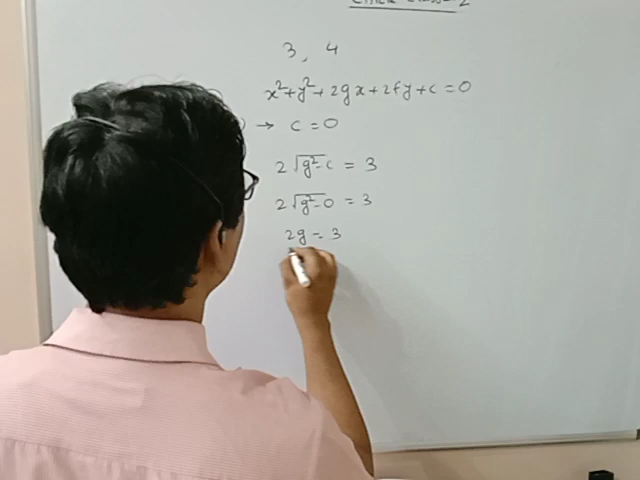 3, 4
x²+y²+2gx+2fy+c=0
→ c=0
2√g²-c = 3
2√g²-0 = 3
2g = 3